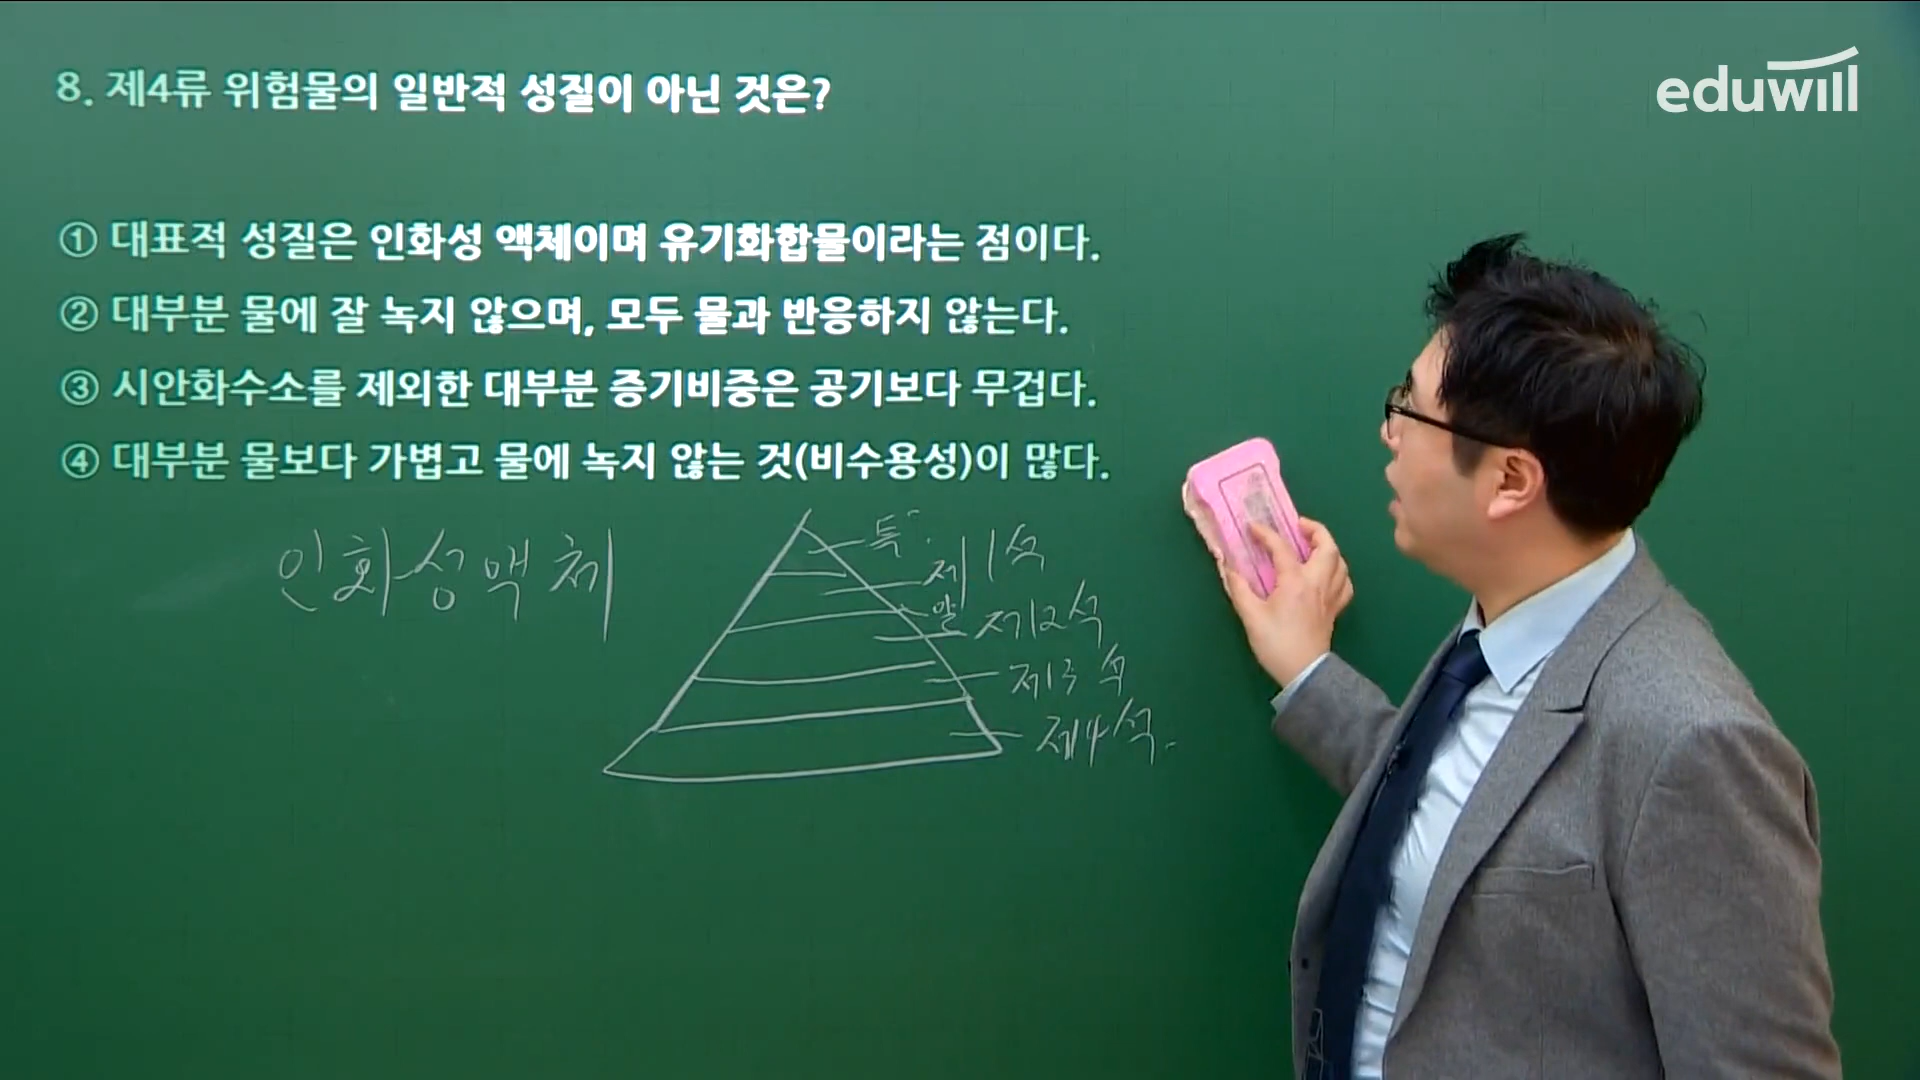 8. 제4류 위험물의 일반적 성질이 아닌 것은?
eduwill
① 대표적 성질은 인화성 액체이며 유기화합물이라는 점이다.
② 대부분 물에 잘 녹지 않으며, 모두 물과 반응하지 않는다.
③ 시안화수소를 제외한 대부분 증기비중은 공기보다 무겁다.
④ 대부분 물보다 가볍고 물에 녹지 않는 것(비수용성)이 많다.
인화성액체
특
제1석
알
제2석
제3석
제4석